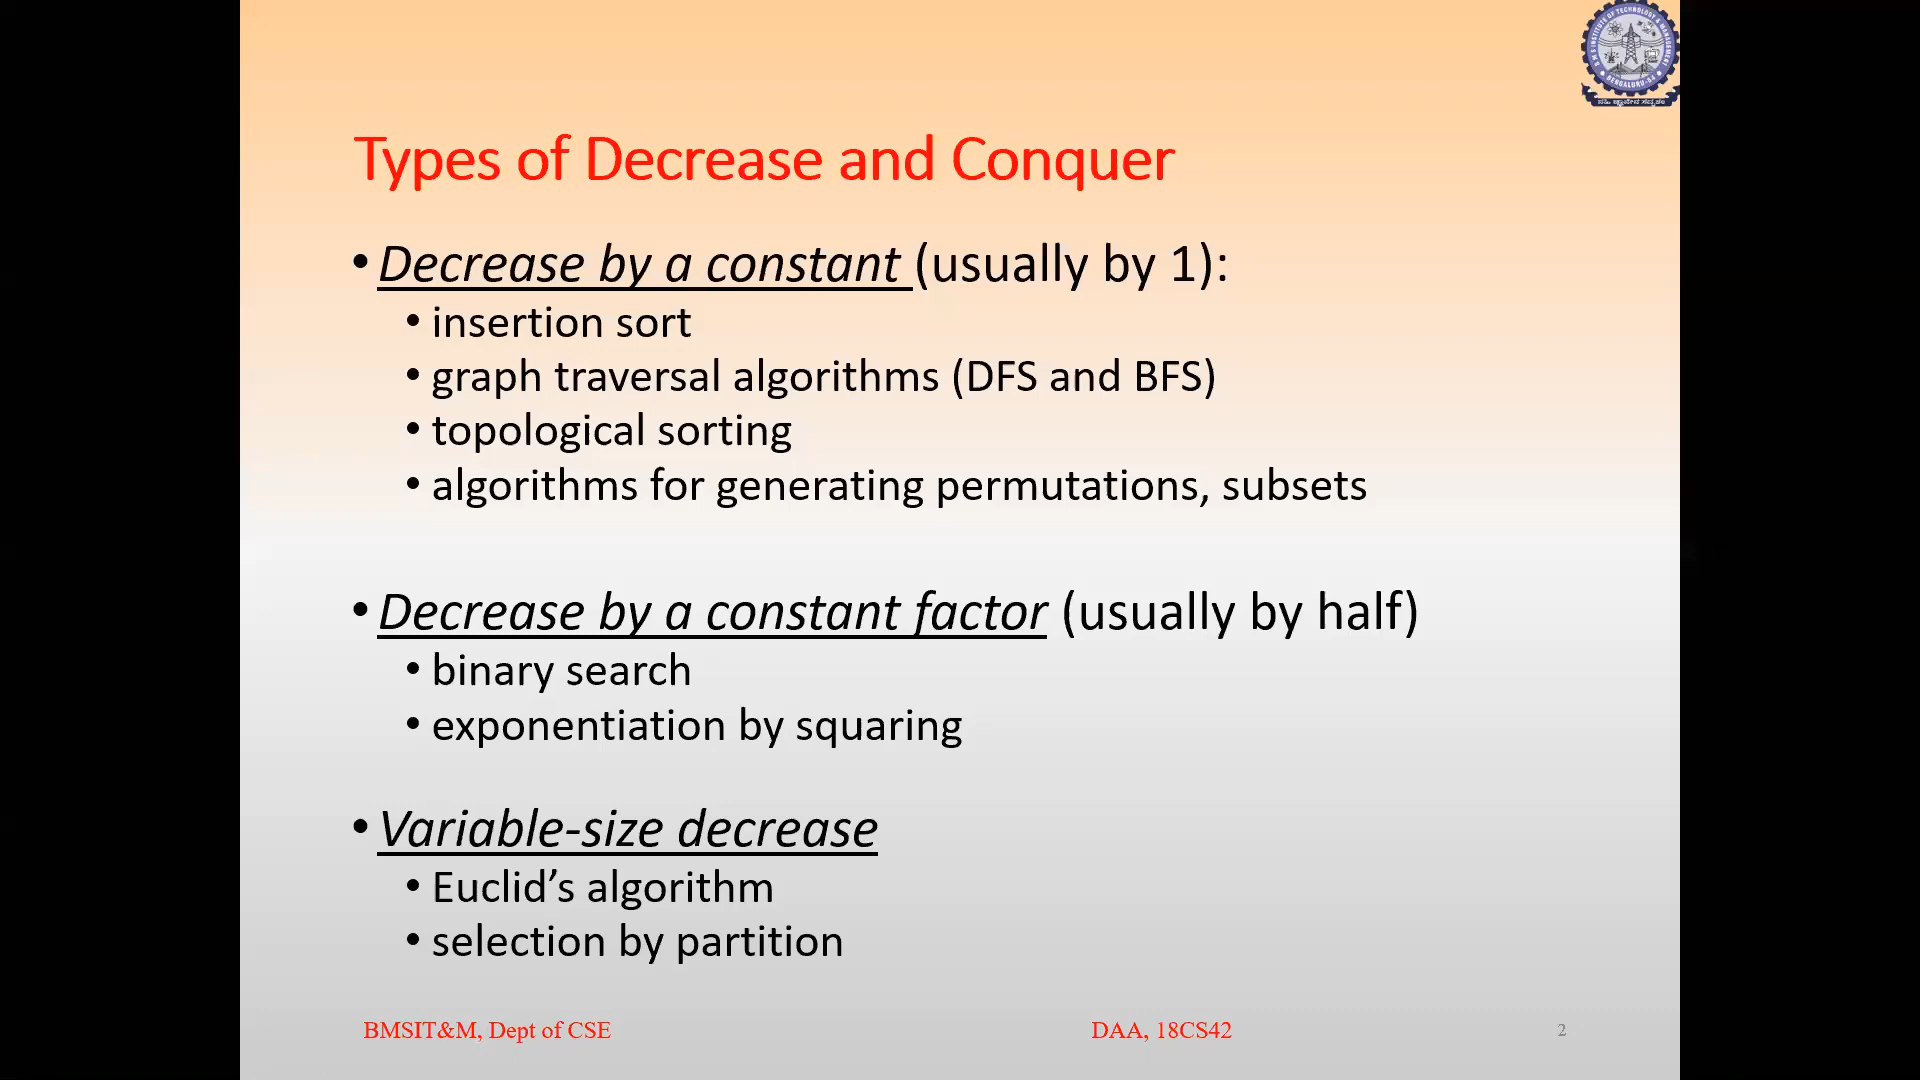 Types of Decrease and Conquer
• Decrease by a constant (usually by 1):
• insertion sort
• graph traversal algorithms (DFS and BFS)
• topological sorting
• algorithms for generating permutations, subsets
• Decrease by a constant factor (usually by half)
• binary search
• exponentiation by squaring
• Variable-size decrease
• Euclid’s algorithm
• selection by partition
BMSIT&M, Dept of CSE
DAA, 18CS42
2